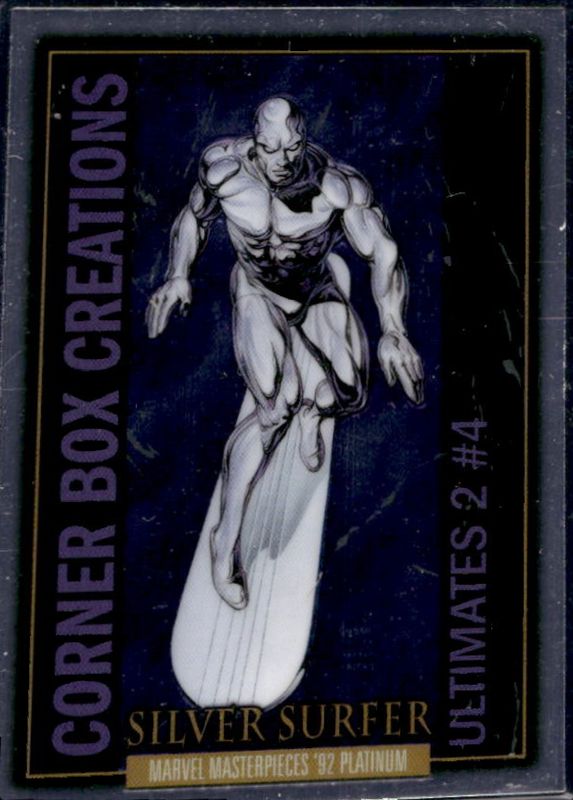 CORNER BOX CREATIONS
ULTIMATES 2 #4
SILVER SURFER
MARVEL MASTERPIECES '92 PLATINUM